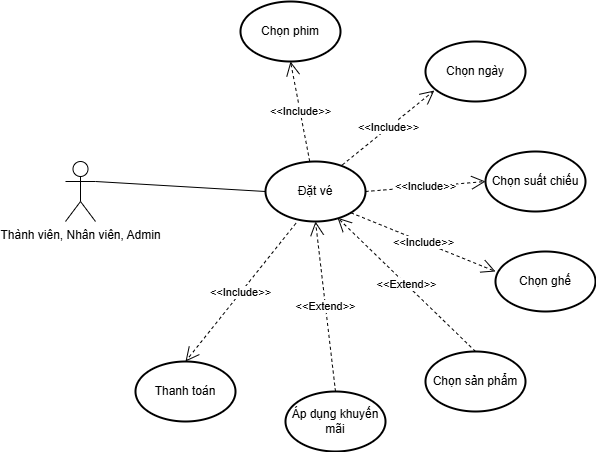 Chọn phim
Chọn ngày
<<Include>>
<<Include>>
Chọn suất chiếu
<<Include>>
Đặt vé
Thành viên, Nhân viên, Admin
<<Include>>
Chọn ghế
<<Include>>
<<Extend>>
<<Extend>>
Thanh toán
Chọn sản phẩm
Áp dụng khuyến
mãi